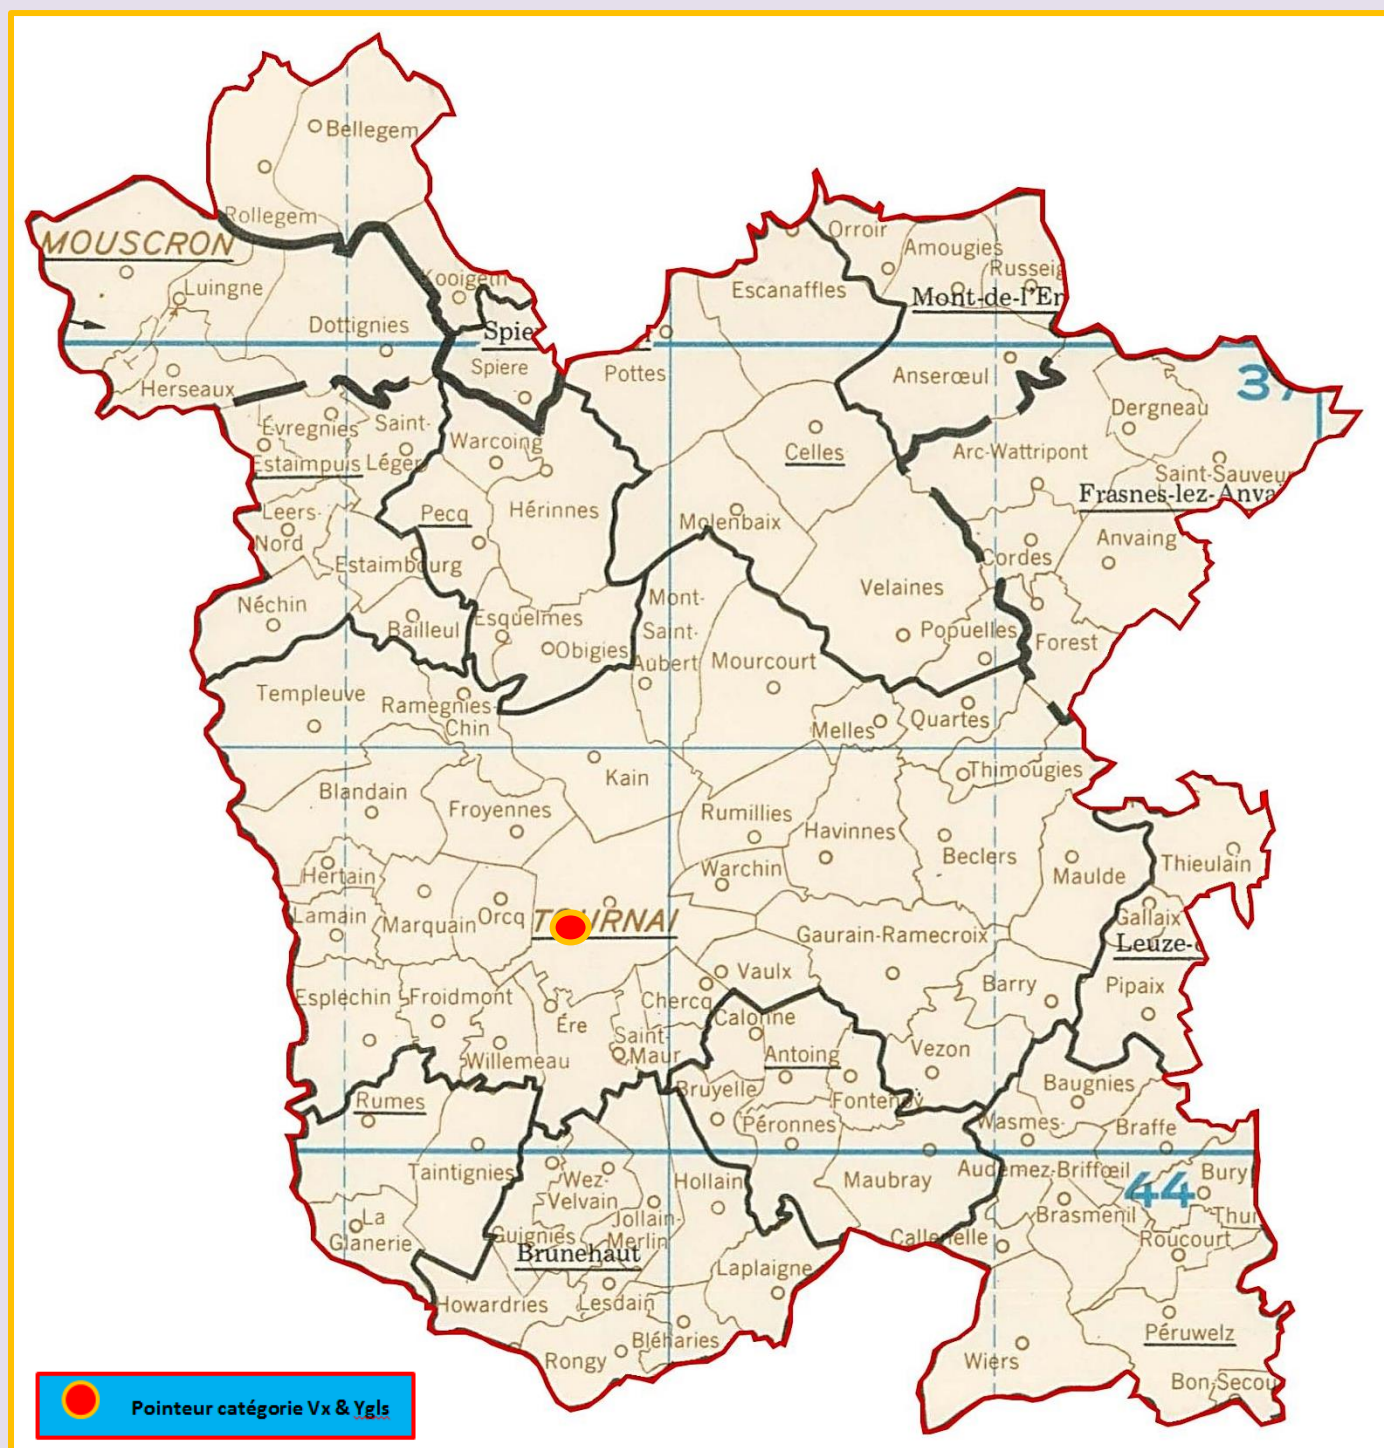 Bellegem
Rollegem
MOUSCRON
Orroir
Amougies
Kooigem
Russeig
Luingne
Escanaffles
Mont-de-l'En
Dottignies
Spie
Spiere
Pottes
Herseaux
Anserœul
Dergneau
Évregnies
Saint-
Léger
Warcoing
Celles
Arc-Wattripont
Estaimpuis
Saint-Sauveur
Frasnes-lez-Anva
Leers-
Nord
Pecq
Hérinnes
Molenbaix
Anvaing
Cordes
Estaimbourg
Velaines
Néchin
Mont-
Saint-
Aubert
Bailleul
Esquelmes
Popuelles
Forest
Obigies
Mourcourt
Templeuve
Ramegnies-
Chin
Melles
Quartes
Kain
Thimougies
Blandain
Froyennes
Rumillies
Havinnes
Beclers
Thieulain
Hertain
Warchin
Maulde
Lamain
Marquain
Orcq
TOURNAI
Gallaix
Gaurain-Ramecroix
Leuze-
Vaulx
Barry
Pipaix
Esplechin
Froidmont
Chercq
Ére
Calonne
Saint-
Maur
Willemeau
Antoing
Vezon
Baugnies
Bruyelle
Rumes
Fontenoy
Péronnes
Wasmes-
Audemez-Briffœil
Braffe
Taintignies
Wez-
Velvain
Hollain
Maubray
Bury
44
La
Glanerie
Jollain-
Merlin
Brasmenil
Thui
Guignies
Callenelle
Roucourt
Brunehaut
Laplaigne
Howardries
Lesdain
Bléharies
Péruwelz
Rongy
Wiers
Bon-Secou
Pointeur catégorie Vx & Ygls